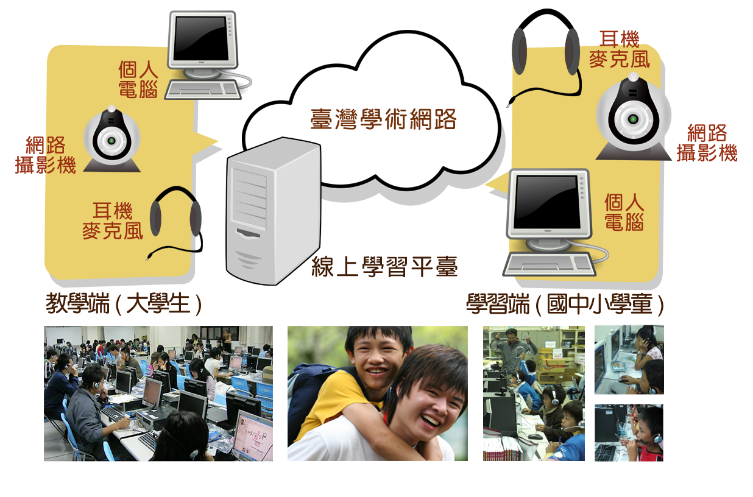 個人
電腦
網路
攝影機
耳機
麥克風
教學端 ( 大學生 )
臺灣學術網路
線上學習平臺
耳機
麥克風
網路
攝影機
個人
電腦
學習端 ( 國中小學童 )